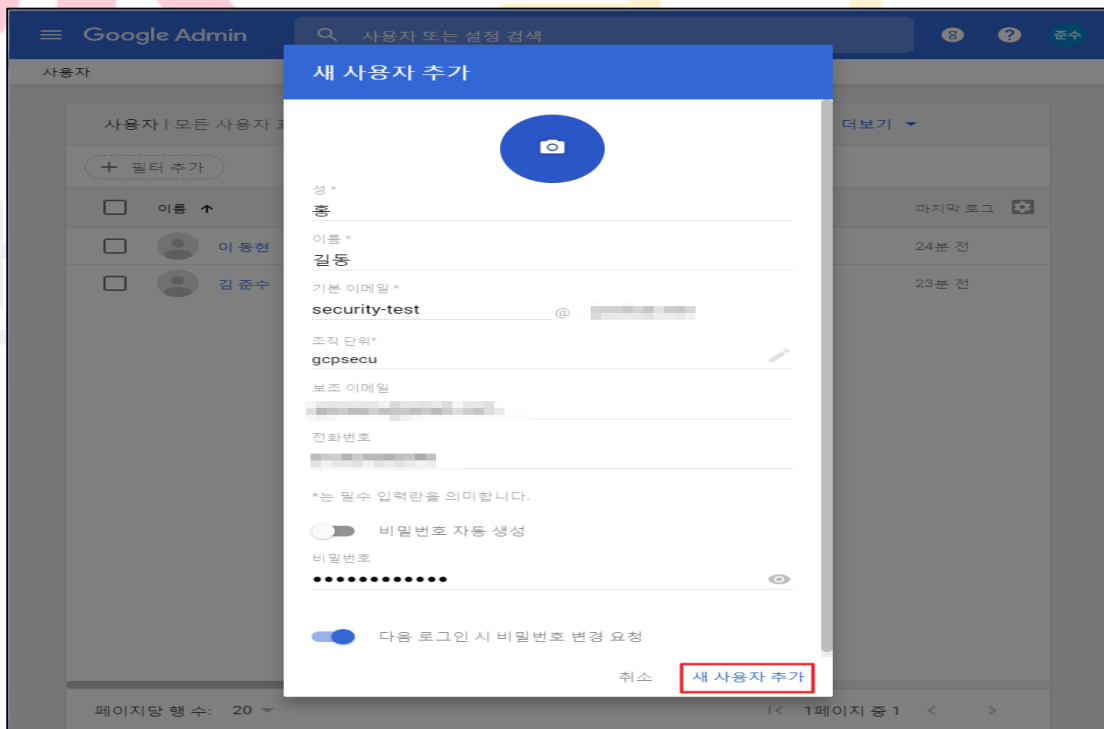 Google Admin
사용자 또는 설정 검색
8
?
준수
사용자
새 사용자 추가
사용자 | 모든 사용자
더보기
+ 필터 추가
성 *
홍
이름
마지막 로그
이름 *
길동
이 동현
24분 전
김 준수
23분 전
기본 이메일 *
security-test @
조직 단위*
gcpsecu
보조 이메일
전화번호
*는 필수 입력란을 의미합니다.
비밀번호 자동 생성
비밀번호
••••••••••••
다음 로그인 시 비밀번호 변경 요청
취소 새 사용자 추가
페이지당 행 수: 20
1페이지 중 1